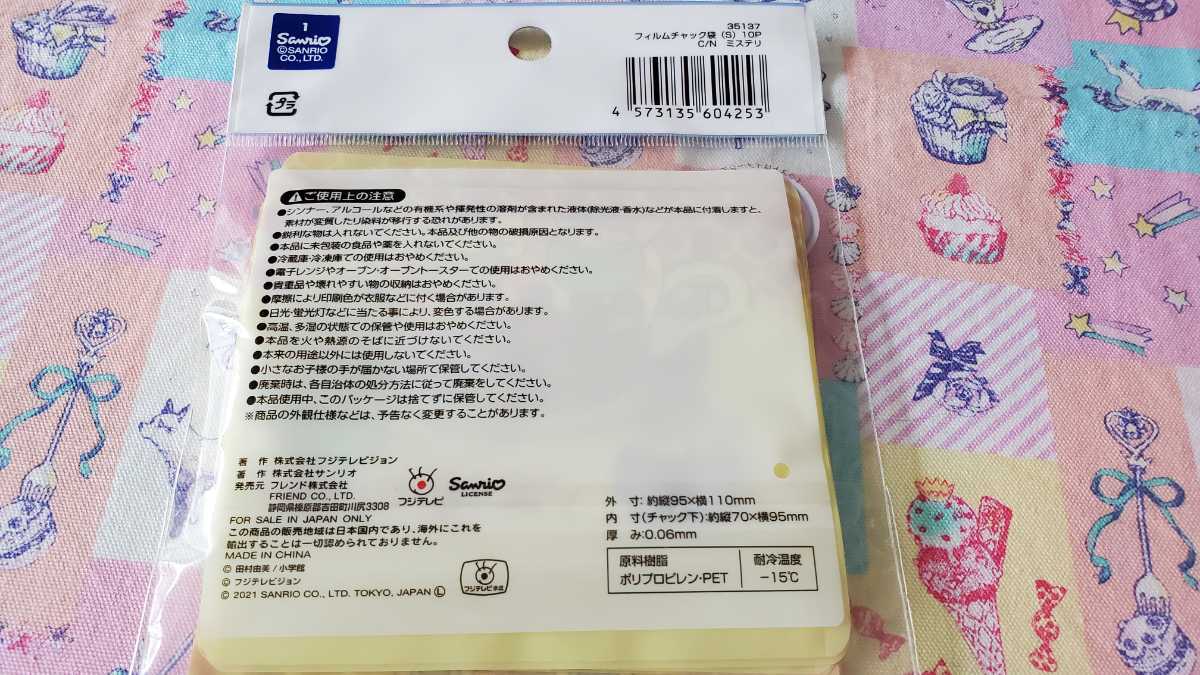 1
Sanrio
©SANRIO
CO.,LTD.
プラ
35137
フィルムチャック袋(S) 10P
C/N ミステリ
4 573135 604253
ご使用上の注意
●シンナー、アルコールなどの有機系や揮発性の溶剤が含まれた液体(除光液・香水)などが本品に付着しますと、
素材が変質したり染料が移行する恐れがあります。
●鋭利な物は入れないでください。本品及び他の物の破損原因となります。
●本品に未包装の食品や薬を入れないでください。
●冷蔵庫・冷凍庫での使用はおやめください。
●電子レンジやオーブン・オーブントースターでの使用はおやめください。
●貴重品や壊れやすい物の収納はおやめください。
●摩擦により印刷色が衣服などに付く場合があります。
●日光・蛍光灯などに当たる事により、変色する場合があります。
●高温、多湿の状態での保管や使用はおやめください。
●本品を火や熱源のそばに近づけないでください。
●本来の用途以外には使用しないでください。
●小さなお子様の手が届かない場所で保管してください。
●廃棄時は、各自治体の処分方法に従って廃棄をしてください。
●本品使用中、このパッケージは捨てずに保管してください。
※商品の外観仕様などは、予告なく変更することがあります。
著 作 株式会社フジテレビジョン
著 作 株式会社サンリオ
発売元 フレンド株式会社
FRIEND CO., LTD.
静岡県榛原郡吉田町川尻3308
フジテレビ
Sanrio
LICENSE
FOR SALE IN JAPAN ONLY
この商品の販売地域は日本国内であり、海外にこれを
輸出することは一切認められておりません。
MADE IN CHINA
© 田村由美/小学館
© フジテレビジョン
© 2021 SANRIO CO., LTD. TOKYO, JAPAN Ⓛ
外 寸:約縦95×横110mm
内 寸(チャック下):約縦70×横95mm
厚 み:0.06mm
原料樹脂
ポリプロピレン・PET
耐冷温度
-15℃